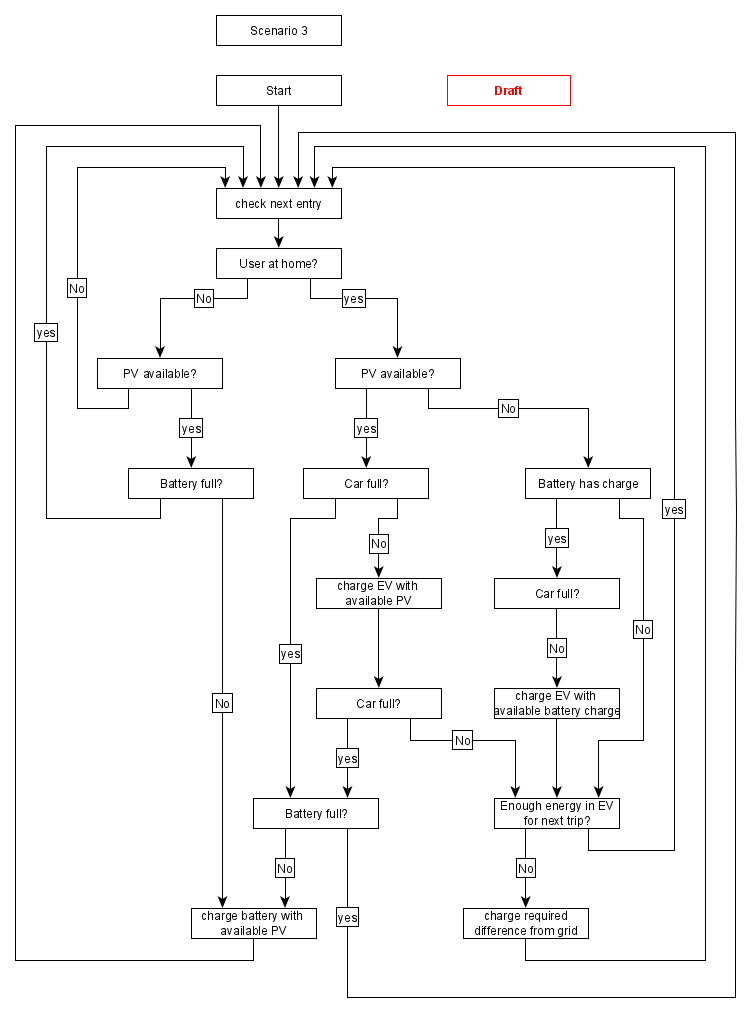 Scenario 3
Start
Draft
check next entry
User at home?
No
No
yes
yes
PV available?
PV available?
yes
yes
No
Battery full?
Car full?
Battery has charge
yes
No
yes
charge EV with
available PV
Car full?
No
yes
No
No
charge EV with
available battery charge
Car full?
No
yes
Battery full?
Enough energy in EV
for next trip?
No
No
yes
charge battery with
available PV
charge required
difference from grid